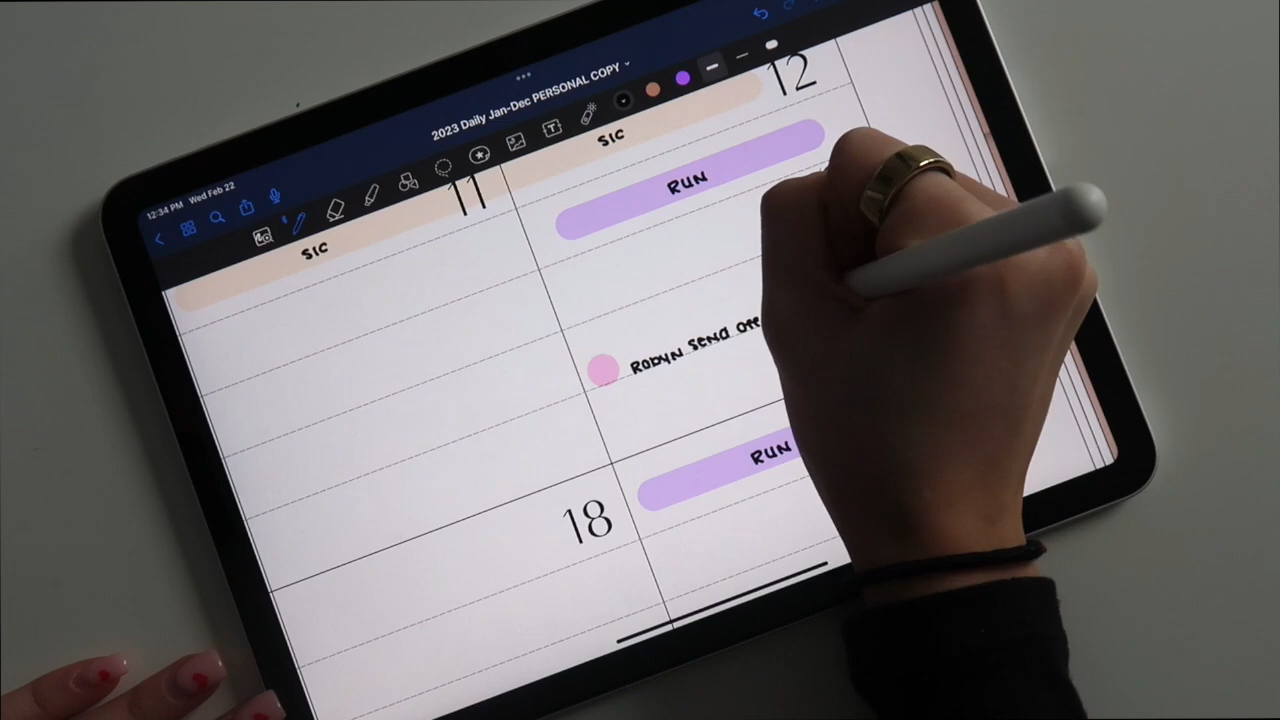 12:34 PM Wed Feb 22
2023 Daily Jan-Dec PERSONAL COPY
11
SIC
12
SIC
RUN
ROBYN SEND OFF
18
RUN